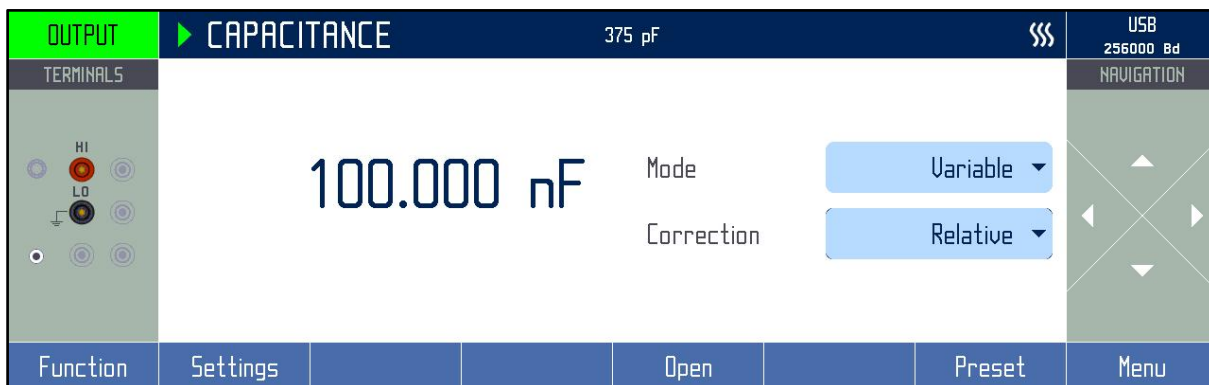 OUTPUT
CAPACITANCE
375 pF
USB
256000 Bd
TERMINALS
NAVIGATION
HI
LO
100.000 nF
Mode
Variable
Correction
Relative
Function
Settings
Open
Preset
Menu